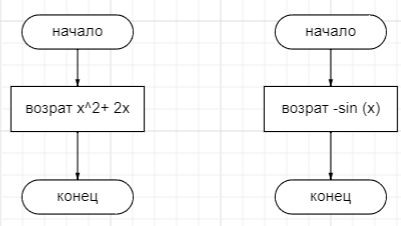 начало
возрат x^2+ 2x
конец
начало
возрат -sin (x)
конец